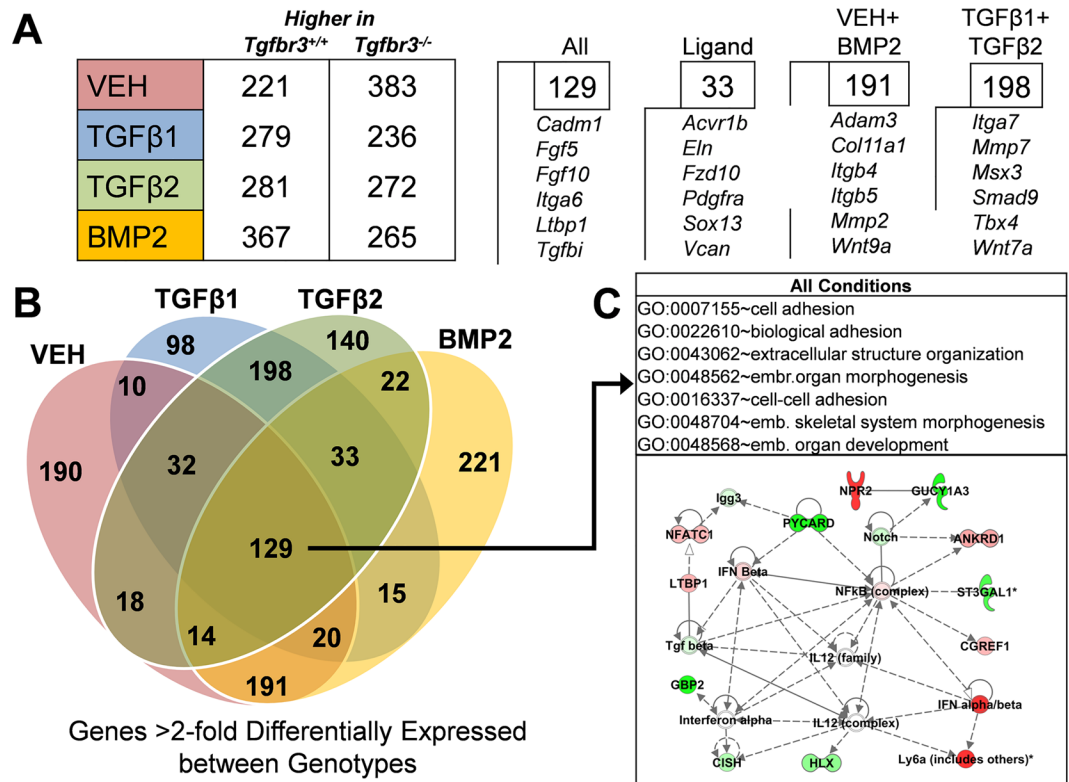 A
Higher in
Tgfbr3+/+ Tgfbr3-/-
VEH 221 383
TGFβ1 279 236
TGFβ2 281 272
BMP2 367 265
All
129
Cadm1
Fgf5
Fgf10
Itga6
Ltbp1
Tgfbi
Ligand
33
Acvr1b
Eln
Fzd10
Pdgfra
Sox13
Vcan
VEH+
BMP2
191
Adam3
Col11a1
Itgb4
Itgb5
Mmp2
Wnt9a
TGFβ1+
TGFβ2
198
Itga7
Mmp7
Msx3
Smad9
Tbx4
Wnt7a
B
TGFβ1 TGFβ2
VEH BMP2
98 140
10 198 22
190 32 33 221
129
18 15
14 20
191
Genes >2-fold Differentially Expressed
between Genotypes
C
All Conditions
GO:0007155~cell adhesion
GO:0022610~biological adhesion
GO:0043062~extracellular structure organization
GO:0048562~embr.organ morphogenesis
GO:0016337~cell-cell adhesion
GO:0048704~emb. skeletal system morphogenesis
GO:0048568~emb. organ development
NPR2 GUCY1A3
Igg3
PYCARD
NFATC1 Notch ANKRD1
IFN Beta
LTBP1 NFkB (complex) ST3GAL1*
Tgf beta IL12 (family) CGREF1
GBP2
Interferon alpha IL12 (complex) IFN alpha/beta
CISH HLX Ly6a (includes others)*